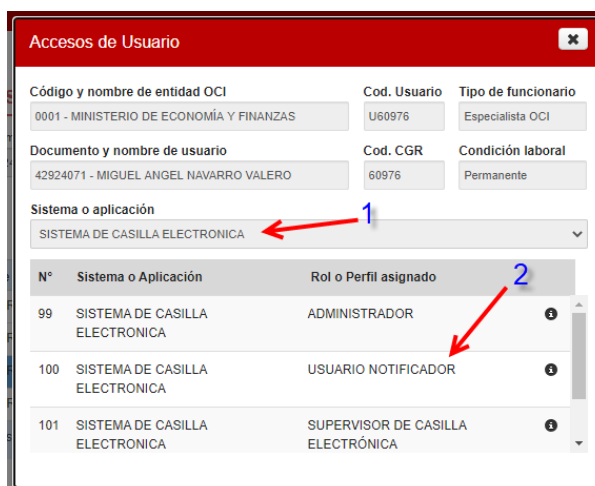 Accesos de Usuario
Código y nombre de entidad OCI
Cod. Usuario
Tipo de funcionario
0001 - MINISTERIO DE ECONOMÍA Y FINANZAS
U60976
Especialista OCI
Documento y nombre de usuario
Cod. CGR
Condición laboral
42924071 - MIGUEL ANGEL NAVARRO VALERO
60976
Permanente
Sistema o aplicación
1
SISTEMA DE CASILLA ELECTRONICA
N° Sistema o Aplicación Rol o Perfil asignado
2
99 SISTEMA DE CASILLA ADMINISTRADOR
ELECTRONICA
100 SISTEMA DE CASILLA USUARIO NOTIFICADOR
ELECTRONICA
101 SISTEMA DE CASILLA SUPERVISOR DE CASILLA
ELECTRONICA ELECTRÓNICA